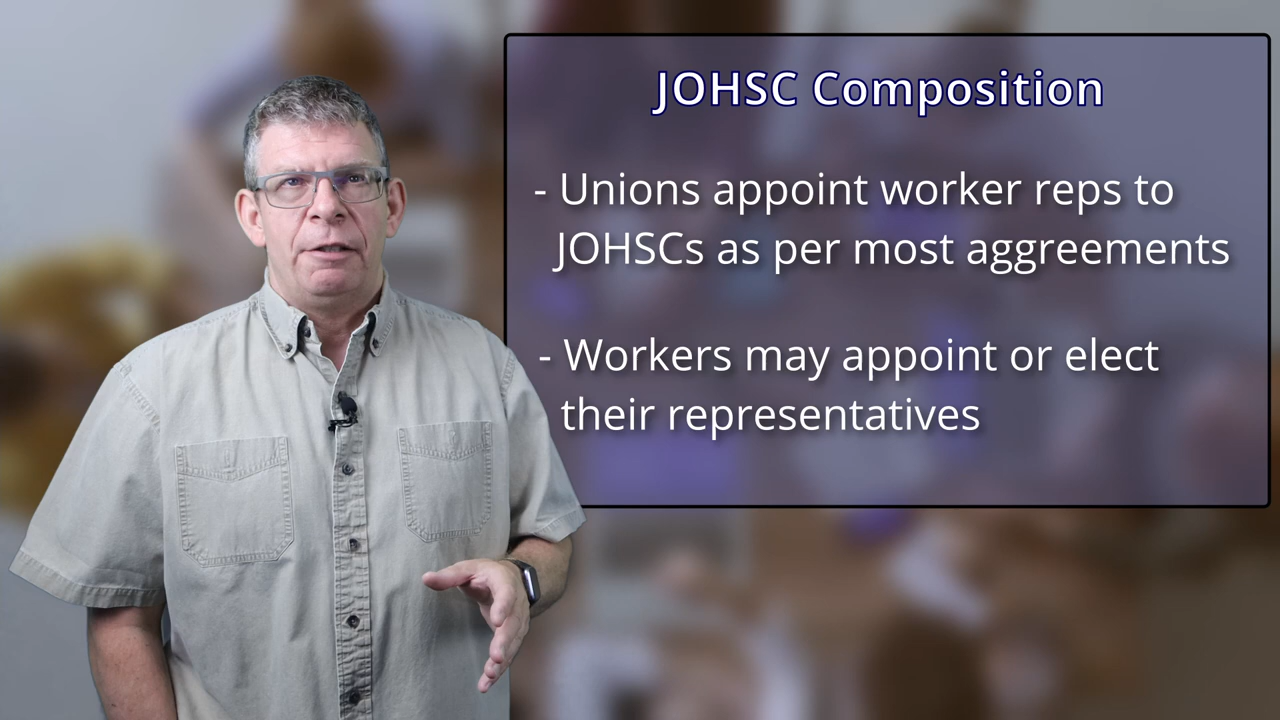 JOHSC Composition
- Unions appoint worker reps to
JOHSCs as per most aggreements
- Workers may appoint or elect
their representatives